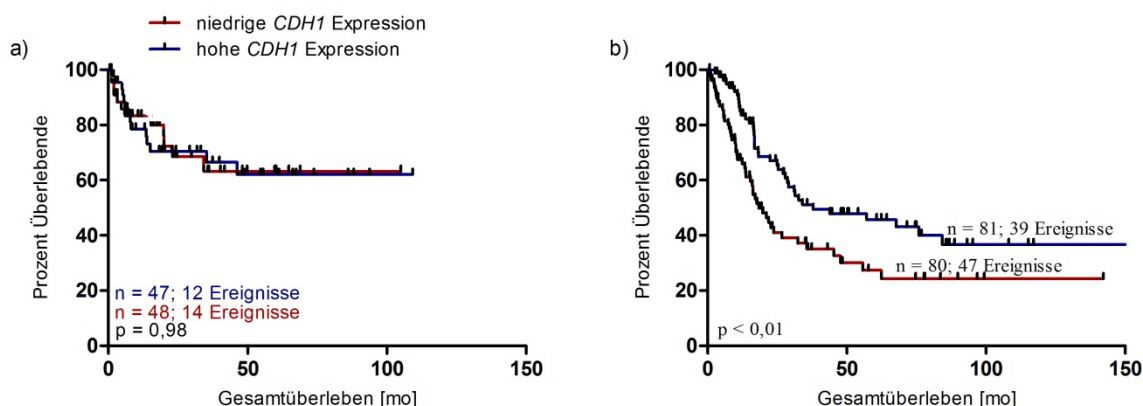 niedrige CDH1 Expression
hohe CDH1 Expression
a)
100
80
60
40
20
0
Prozent Überlebende
n = 47; 12 Ereignisse
n = 48; 14 Ereignisse
p = 0,98
0
50
100
150
Gesamtüberleben [mo]
b)
100
80
60
40
20
0
Prozent Überlebende
n = 81; 39 Ereignisse
n = 80; 47 Ereignisse
p < 0,01
0
50
100
150
Gesamtüberleben [mo]